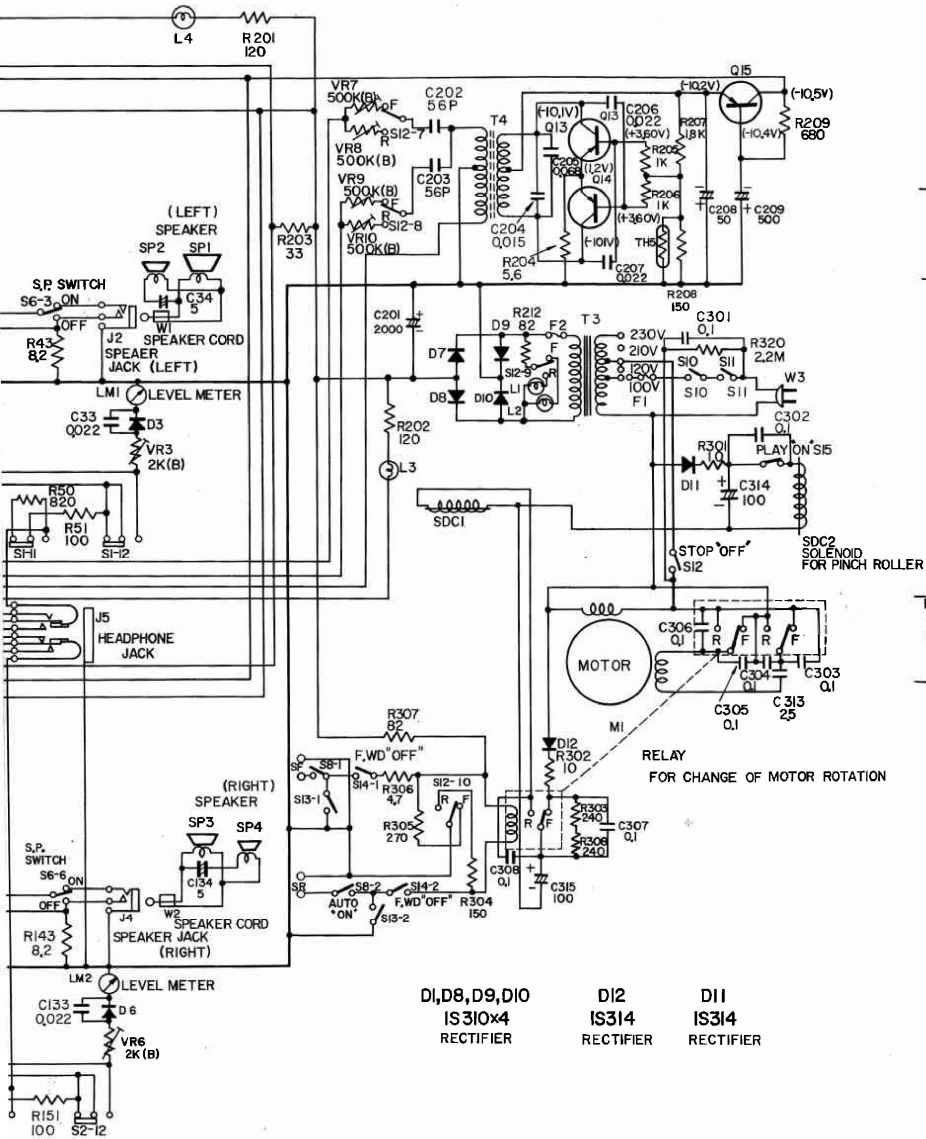 L4
R201
120
VR7
500K(B)
F
R
S12-7
VR8
500K(B)
C202
56P
C203
56P
VR9
500K(B)
F
R
S12-8
VR10
500K(B)
R203
33
T4
(-10,1V)
Q13
Q13
C206
0,022
(+3,60V)
C205
0,068
(1,2V)
Q14
R205
1K
R206
1K
(+3,60V)
R207
1,8K
(-10,2V)
Q15
(-10,5V)
(-10,4V)
R209
680
C208
50
C209
500
C204
0,015
R204
5,6
(-101V)
C207
0,022
TH5
R208
150
(LEFT)
SPEAKER
SP2
SP1
S.P. SWITCH
S6-3
ON
OFF
C34
5
W1
J2
SPEAKER CORD
SPEAER
JACK (LEFT)
R43
8,2
LM1
LEVEL METER
C33
0,022
D3
VR3
2K(B)
R50
820
R51
100
S1-11
S1-12
C201
2000
D7
D9
D8
D10
R212
82
F2
F
R
S12-9
L1
L2
T3
230V
210V
120V
100V
F1
C301
0,1
R320
2,2M
S10
S11
S10
S11
W3
R202
120
L3
C302
0,1
R301
10
PLAY "ON" S15
D11
C314
100
SDC1
SDC2
SOLENOID
FOR PINCH ROLLER
STOP "OFF"
S12
J5
HEADPHONE
JACK
MOTOR
M1
C306
0,1
R
F
R
F
C304
0,1
C303
0,1
C305
0,1
C313
2,5
RELAY
FOR CHANGE OF MOTOR ROTATION
R307
82
F,WD "OFF"
SF
S8-1
S14-1
R306
4,7
S13-1
S12-10
R
F
R305
270
D12
R302
10
R
F
R303
240
R308
240
C307
0,1
C308
0,1
C315
100
SR
S8-2
AUTO
"ON"
S14-2
F,WD "OFF"
S13-2
R304
150
(RIGHT)
SPEAKER
SP3
SP4
S.P.
SWITCH
S6-6
ON
OFF
C134
5
J4
W2
SPEAKER CORD
SPEAKER JACK
(RIGHT)
R143
8,2
LM2
LEVEL METER
C133
0,022
D6
VR6
2K(B)
R151
100
S2-12
D1,D8,D9,D10
1S310x4
RECTIFIER
D12
1S314
RECTIFIER
D11
1S314
RECTIFIER